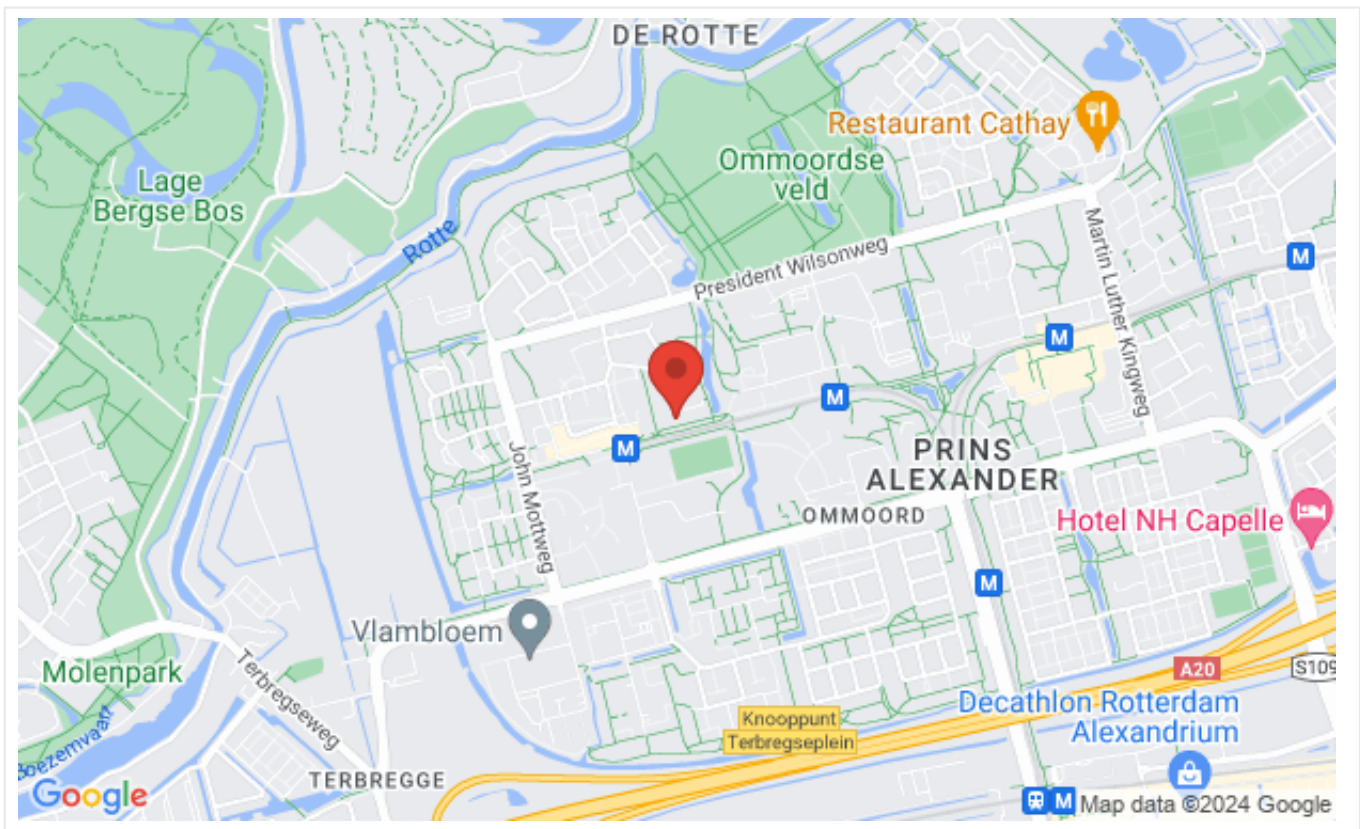 DE ROTTE
Restaurant Cathay
Ommoordse
veld
Lage
Bergse Bos
Rotte
President Wilsonweg
Martin Luther Kingweg
M
M
M
M
John Mottweg
PRINS
ALEXANDER
OMMOORD
Hotel NH Capelle
M
Vlambloem
Molenpark
Terbregseweg
A20
S109
Decathlon Rotterdam
Alexandrium
Knooppunt
Terbregseplein
TERBREGGE
Google
M
Map data ©2024 Google